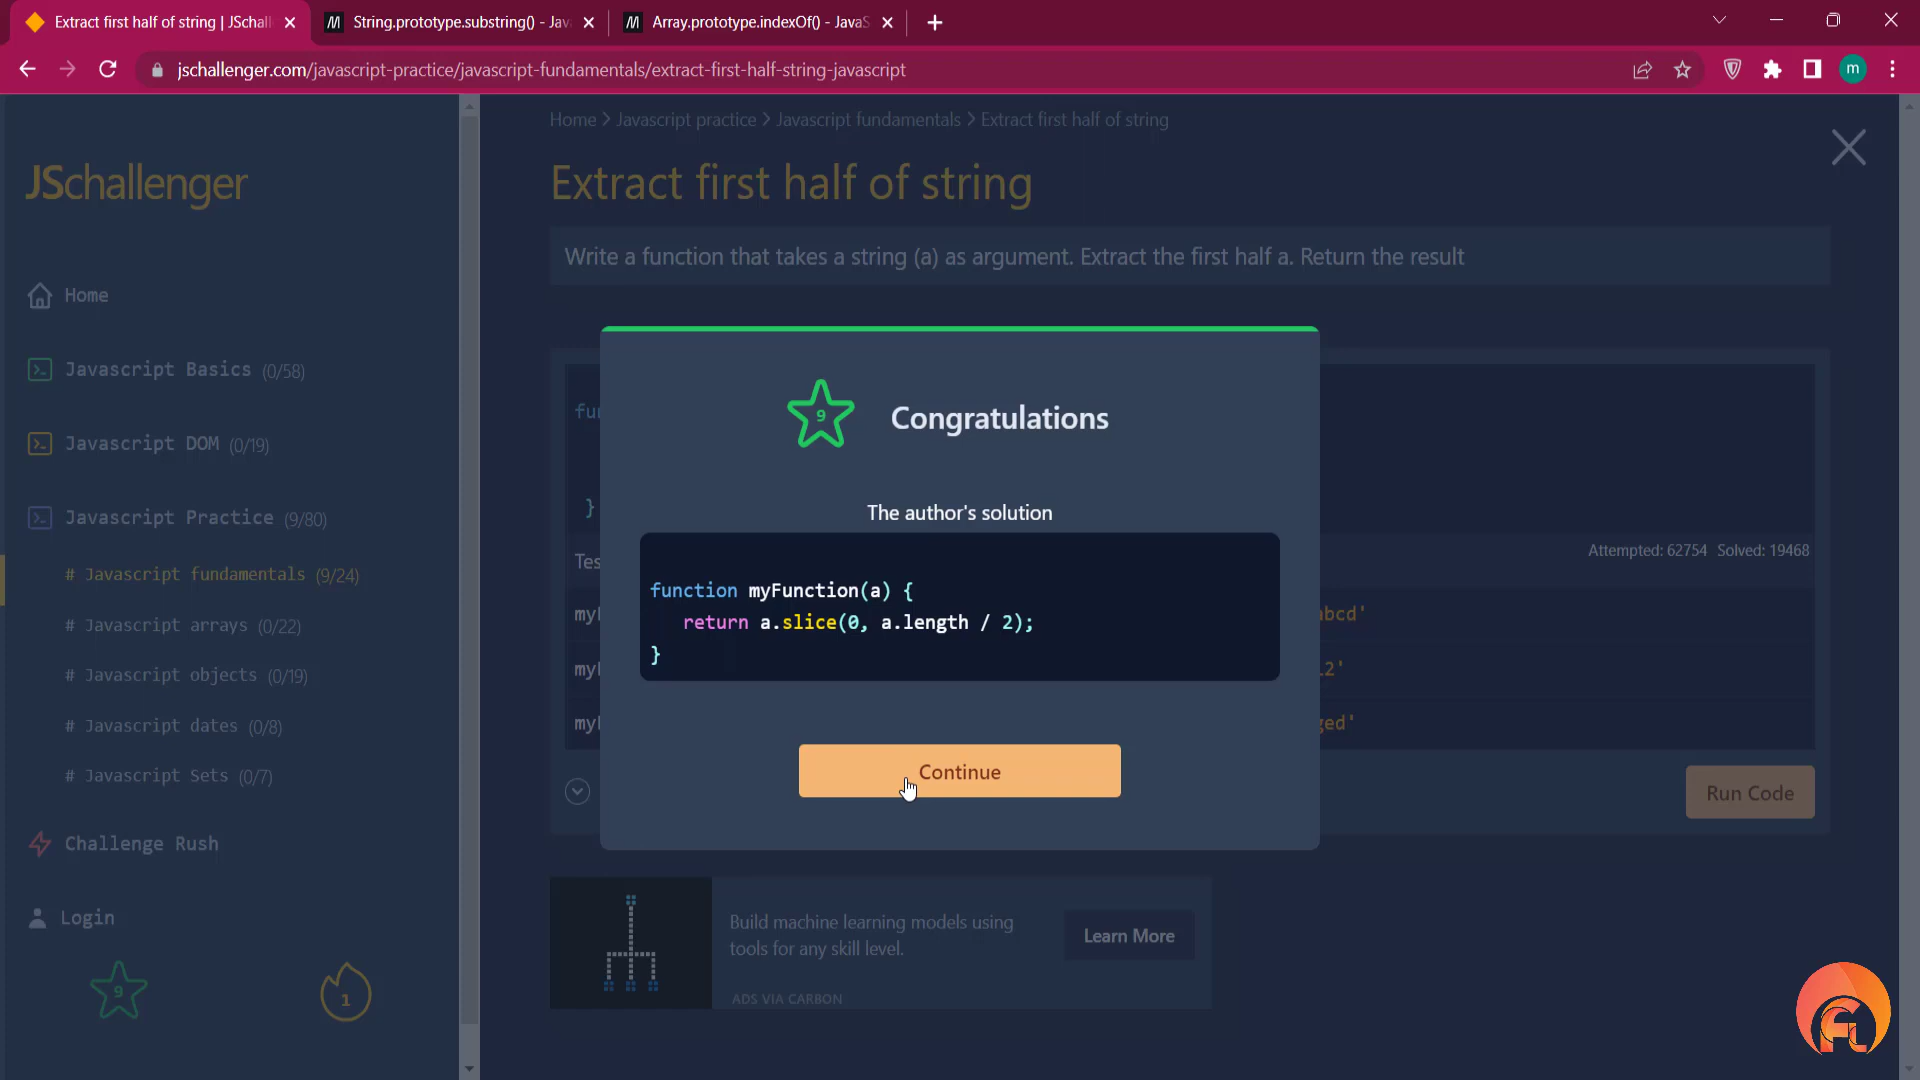 Extract first half of string | JSchall
String.prototype.substring() - Jav
Array.prototype.indexOf() - JavaS
jschallenger.com/javascript-practice/javascript-fundamentals/extract-first-half-string-javascript
m
JSchallenger
Home
Javascript Basics (0/58)
Javascript DOM (0/19)
Javascript Practice (9/80)
# Javascript fundamentals (9/24)
# Javascript arrays (0/22)
# Javascript objects (0/19)
# Javascript dates (0/8)
# Javascript Sets (0/7)
Challenge Rush
Login
9
1
Home > Javascript practice > Javascript fundamentals > Extract first half of string
Extract first half of string
Write a function that takes a string (a) as argument. Extract the first half a. Return the result
fun
}
Tes
Attempted: 62754 Solved: 19468
9
Congratulations
The author's solution
function myFunction(a) {
return a.slice(0, a.length / 2);
}
Continue
Run Code
Build machine learning models using
tools for any skill level.
Learn More
ADS VIA CARBON